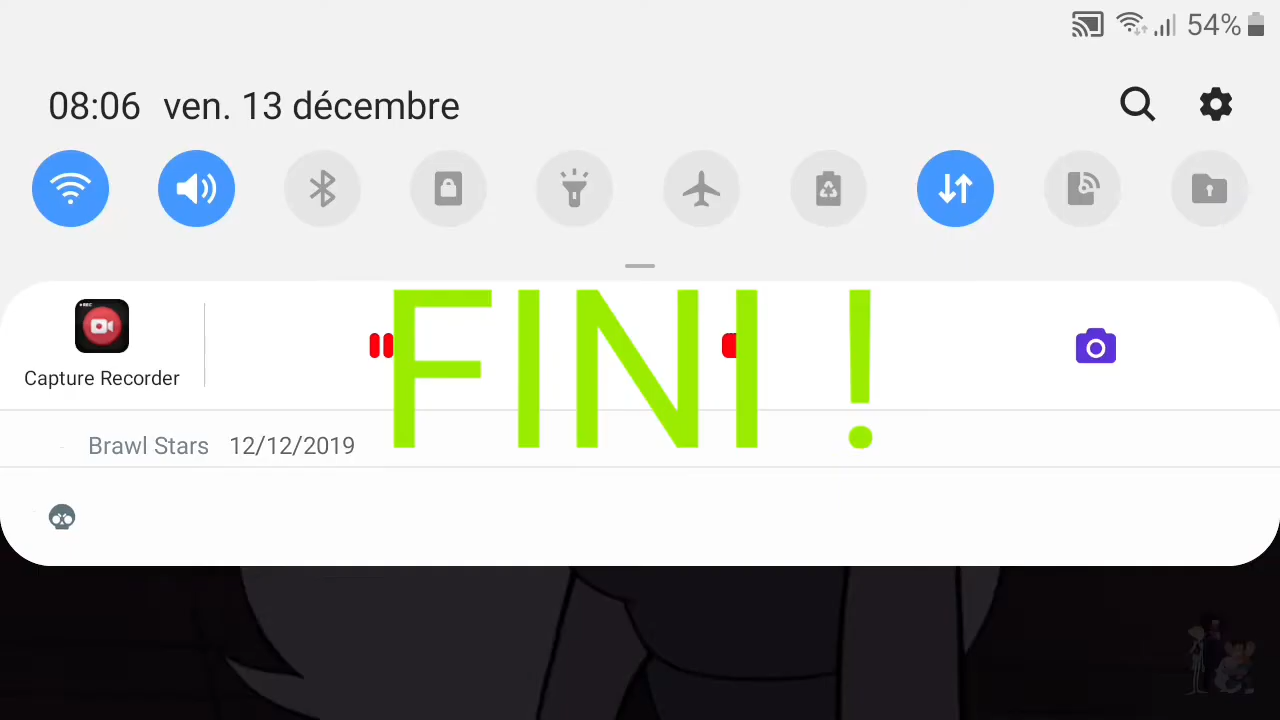 54%
08:06 ven. 13 décembre
FINI !
Capture Recorder
Brawl Stars 12/12/2019